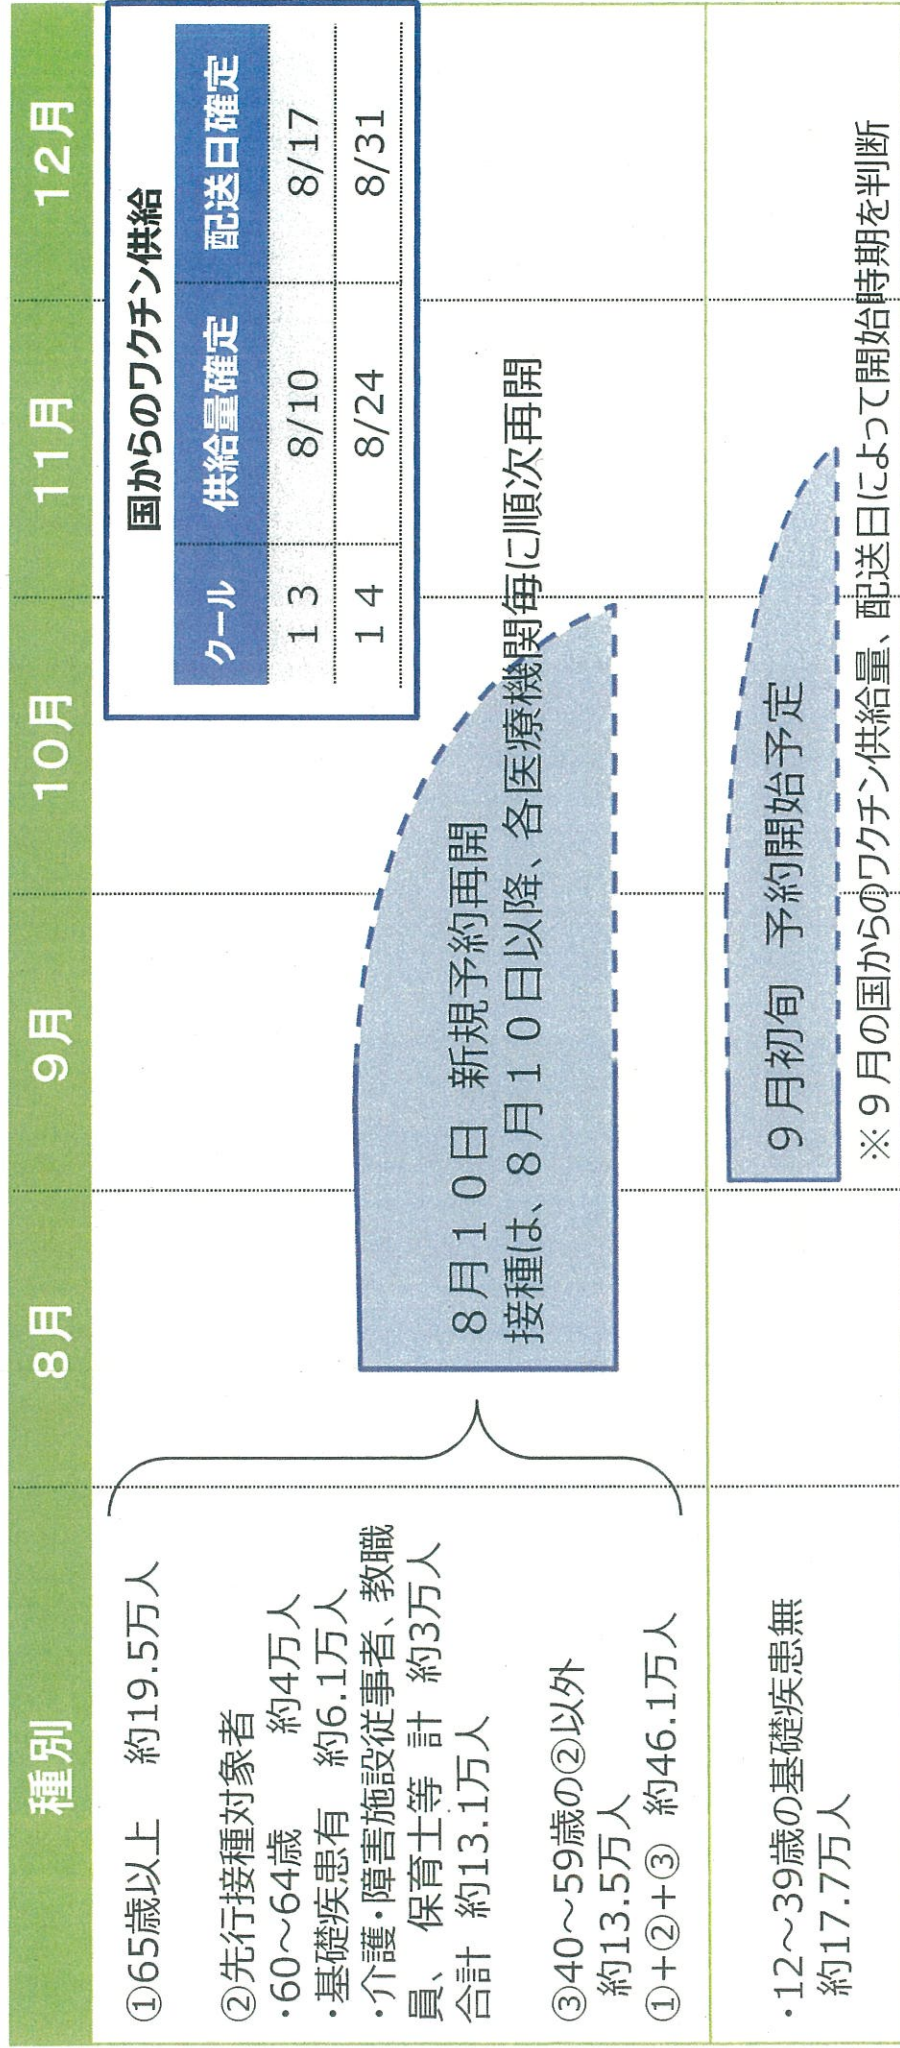 種別
8月
9月
10月
11月
12月
①65歳以上　約19.5万人
②先行接種対象者
・60～64歳　　約4万人
・基礎疾患有　約6.1万人
・介護・障害施設従事者、教職
員、保育士等　計　約3万人
合計　約13.1万人
③40～59歳の②以外
約13.5万人
①＋②＋③　約46.1万人
8月10日　新規予約再開
接種は、8月10日以降、各医療機関毎に順次再開
国からのワクチン供給
クール　供給量確定　配送日確定
13　8/10　8/17
14　8/24　8/31
・12～39歳の基礎疾患無
約17.7万人
9月初旬　予約開始予定
※9月の国からのワクチン供給量、配送日によって開始時期を判断